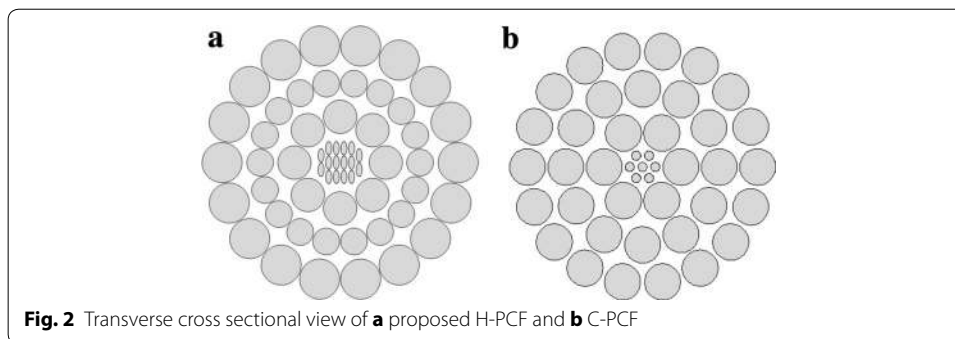 a
b
Fig. 2 Transverse cross sectional view of a proposed H-PCF and b C-PCF